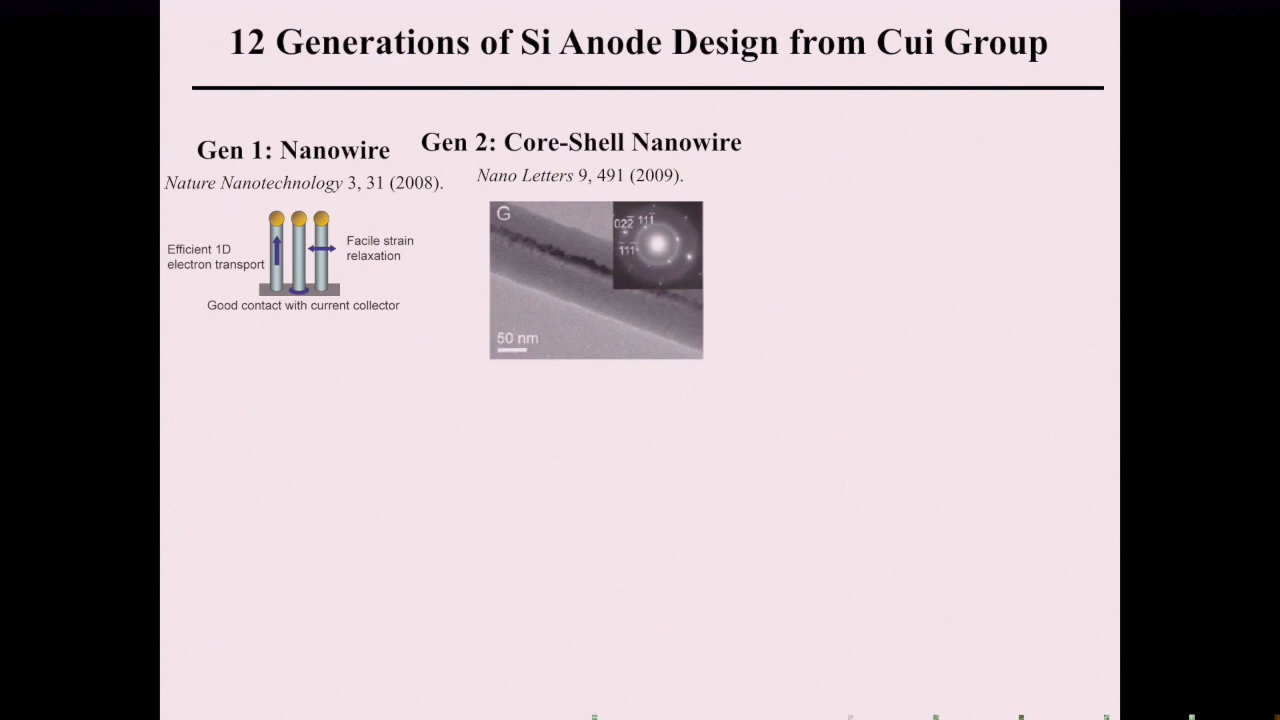 12 Generations of Si Anode Design from Cui Group
Gen 1: Nanowire
Nature Nanotechnology 3, 31 (2008).
Efficient 1D
electron transport
Facile strain
relaxation
Good contact with current collector
Gen 2: Core-Shell Nanowire
Nano Letters 9, 491 (2009).
G
022̅ 111̅
1̅11̅
50 nm